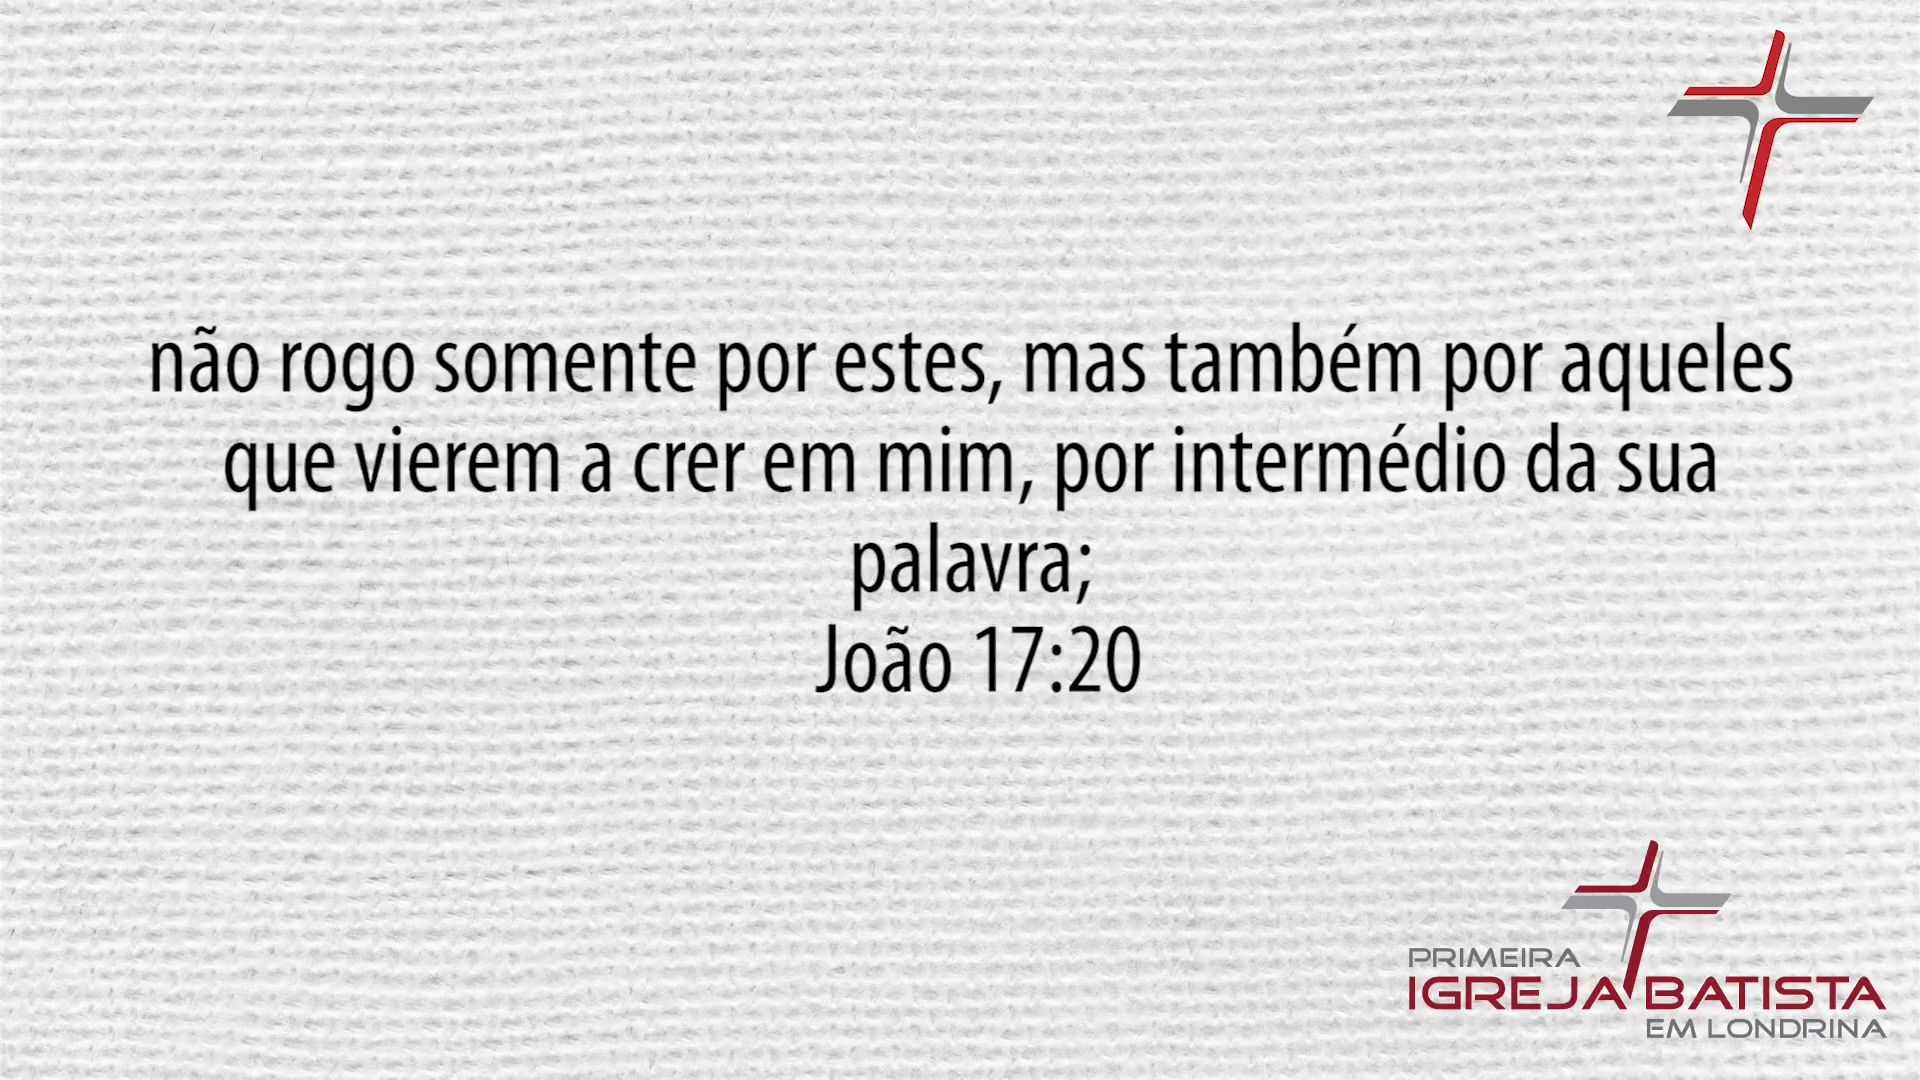 não rogo somente por estes, mas também por aqueles
que vierem a crer em mim, por intermédio da sua
palavra;
João 17:20
PRIMEIRA
IGREJA BATISTA
EM LONDRINA